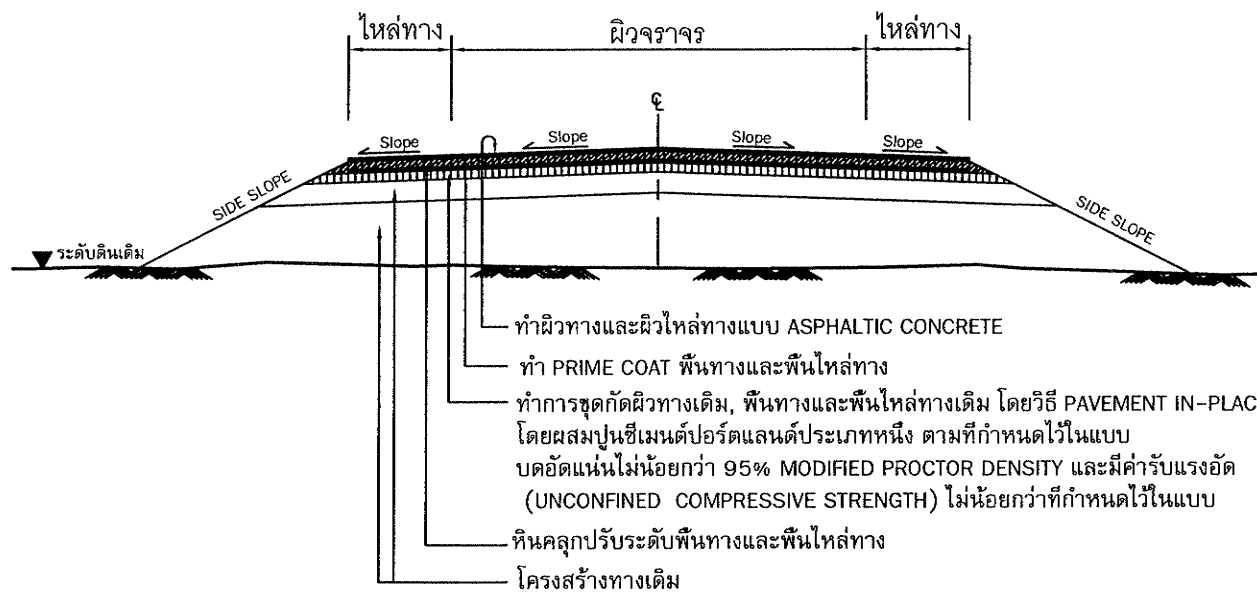 ไหล่ทาง ผิวจราจร ไหล่ทาง
℄
Slope Slope Slope Slope
SIDE SLOPE SIDE SLOPE
ระดับดินเดิม
ทำผิวทางและผิวไหล่ทางแบบ ASPHALTIC CONCRETE
ทำ PRIME COAT พื้นทางและพื้นไหล่ทาง
ทำการขุดกัดผิวทางเดิม, พื้นทางและพื้นไหล่ทางเดิม โดยวิธี PAVEMENT IN-PLAC
โดยผสมปูนซีเมนต์ปอร์ตแลนด์ประเภทหนึ่ง ตามที่กำหนดไว้ในแบบ
บดอัดแน่นไม่น้อยกว่า 95% MODIFIED PROCTOR DENSITY และมีค่ารับแรงอัด
(UNCONFINED COMPRESSIVE STRENGTH) ไม่น้อยกว่าที่กำหนดไว้ในแบบ
หินคลุกปรับระดับพื้นทางและพื้นไหล่ทาง
โครงสร้างทางเดิม